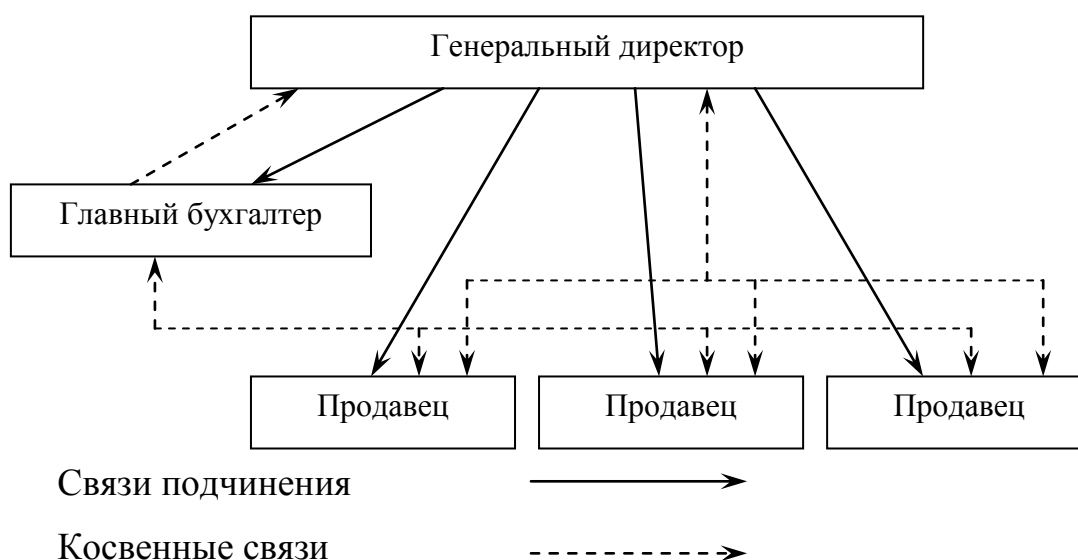 Генеральный директор
Главный бухгалтер
Продавец Продавец Продавец
Связи подчинения
Косвенные связи